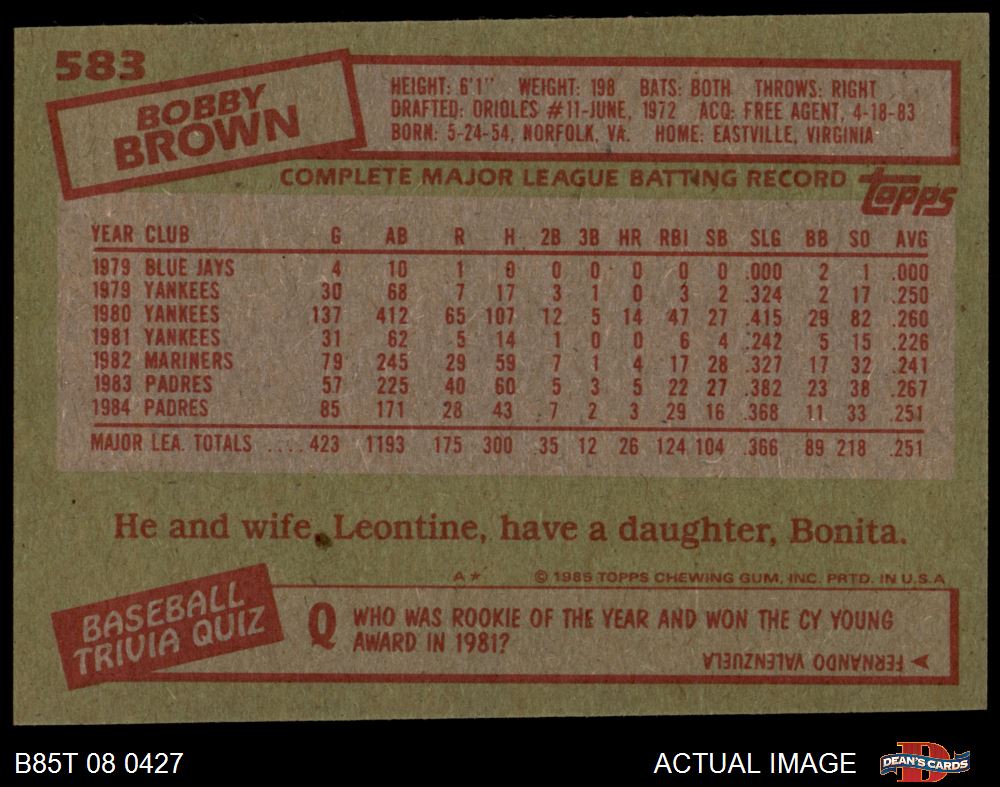 583
BOBBY
BROWN
HEIGHT: 6'1" WEIGHT: 198 BATS: BOTH THROWS: RIGHT
DRAFTED: ORIOLES #11-JUNE, 1972 ACQ: FREE AGENT, 4-18-83
BORN: 5-24-54, NORFOLK, VA. HOME: EASTVILLE, VIRGINIA
COMPLETE MAJOR LEAGUE BATTING RECORD
Topps
YEAR CLUB G AB R H 2B 3B HR RBI SB SLG BB SO AVG
1979 BLUE JAYS 4 10 1 0 0 0 0 0 0 .000 2 1 .000
1979 YANKEES 30 68 7 17 3 1 0 3 2 .324 2 17 .250
1980 YANKEES 137 412 65 107 12 5 14 47 27 .415 29 82 .260
1981 YANKEES 31 62 5 14 1 0 0 6 4 .242 5 15 .226
1982 MARINERS 79 245 29 59 7 1 4 17 28 .327 17 32 .241
1983 PADRES 57 225 40 60 5 3 5 22 27 .382 23 38 .267
1984 PADRES 85 171 28 43 7 2 3 29 16 .368 11 33 .251
MAJOR LEA. TOTALS .... 423 1193 175 300 35 12 26 124 104 .366 89 218 .251
He and wife, Leontine, have a daughter, Bonita.
A* © 1985 TOPPS CHEWING GUM, INC. PRTD. IN U.S.A.
BASEBALL
TRIVIA QUIZ
Q WHO WAS ROOKIE OF THE YEAR AND WON THE CY YOUNG
AWARD IN 1981?
FERNANDO VALENZUELA
B85T 08 0427
ACTUAL IMAGE
D
DEAN'S CARDS